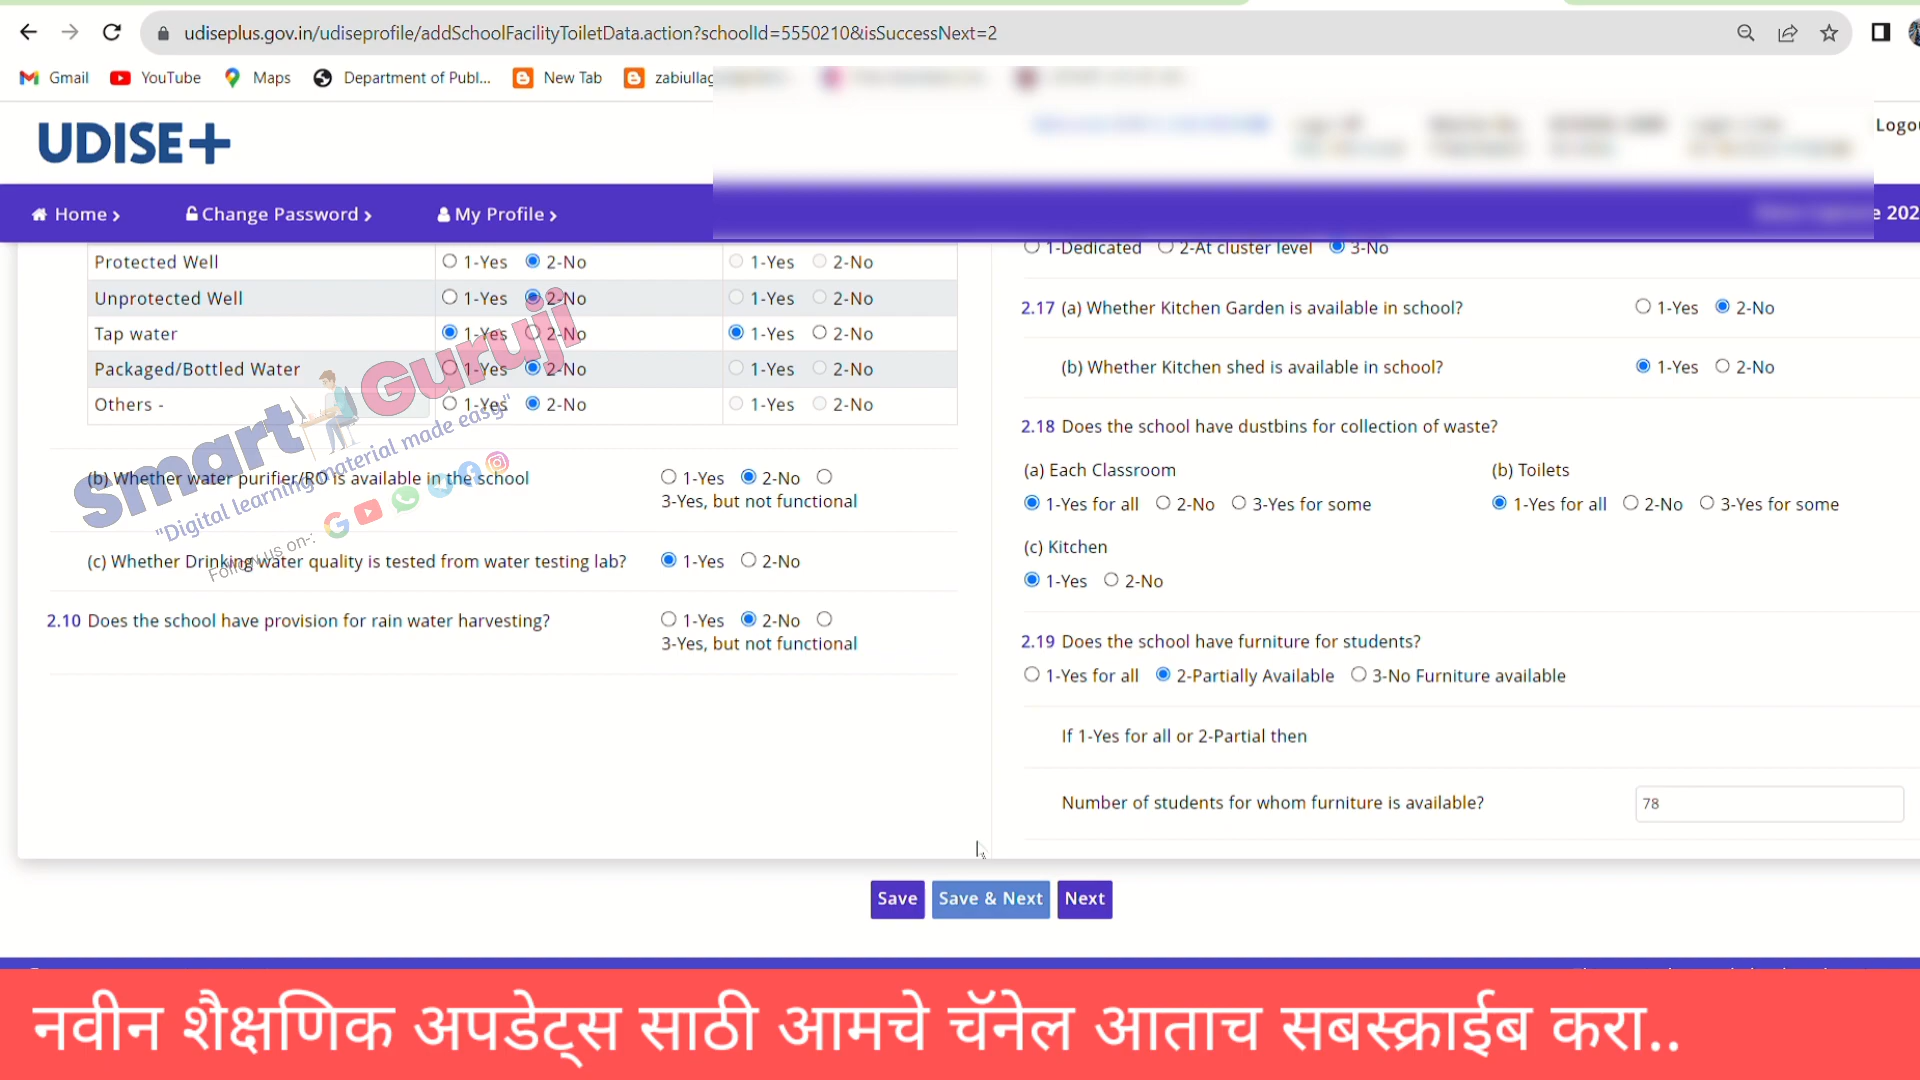 udiseplus.gov.in/udiseprofile/addSchoolFacilityToiletData.action?schoolId=5550210&isSuccessNext=2
Gmail YouTube Maps Department of Publ... New Tab zabiullag
UDISE+
Logou
Home Change Password My Profile
e 202
Protected Well 1-Yes 2-No 1-Yes 2-No
Unprotected Well 1-Yes 2-No 1-Yes 2-No
Tap water 1-Yes 2-No 1-Yes 2-No
Packaged/Bottled Water 1-Yes 2-No 1-Yes 2-No
Others - 1-Yes 2-No 1-Yes 2-No
(b) Whether water purifier/RO is available in the school 1-Yes 2-No
3-Yes, but not functional
(c) Whether Drinking water quality is tested from water testing lab? 1-Yes 2-No
2.10 Does the school have provision for rain water harvesting? 1-Yes 2-No
3-Yes, but not functional
Smart Guruji
"Digital learning material made easy"
Follow us on-:
1-Dedicated 2-At cluster level 3-No
2.17 (a) Whether Kitchen Garden is available in school? 1-Yes 2-No
(b) Whether Kitchen shed is available in school? 1-Yes 2-No
2.18 Does the school have dustbins for collection of waste?
(a) Each Classroom (b) Toilets
1-Yes for all 2-No 3-Yes for some 1-Yes for all 2-No 3-Yes for some
(c) Kitchen
1-Yes 2-No
2.19 Does the school have furniture for students?
1-Yes for all 2-Partially Available 3-No Furniture available
If 1-Yes for all or 2-Partial then
Number of students for whom furniture is available? 78
Save Save & Next Next
नवीन शैक्षणिक अपडेट्स साठी आमचे चॅनेल आताच सबस्क्राईब करा..